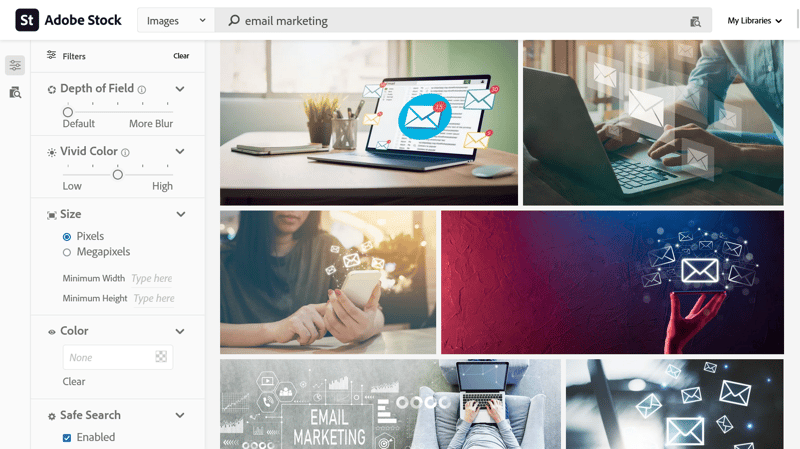 St Adobe Stock
Images
email marketing
My Libraries
Filters
Clear
Depth of Field
Default
More Blur
Vivid Color
Low
High
Size
Pixels
Megapixels
Minimum Width
Type here
Minimum Height
Type here
Color
None
Clear
Safe Search
Enabled
EMAIL
MARKETING